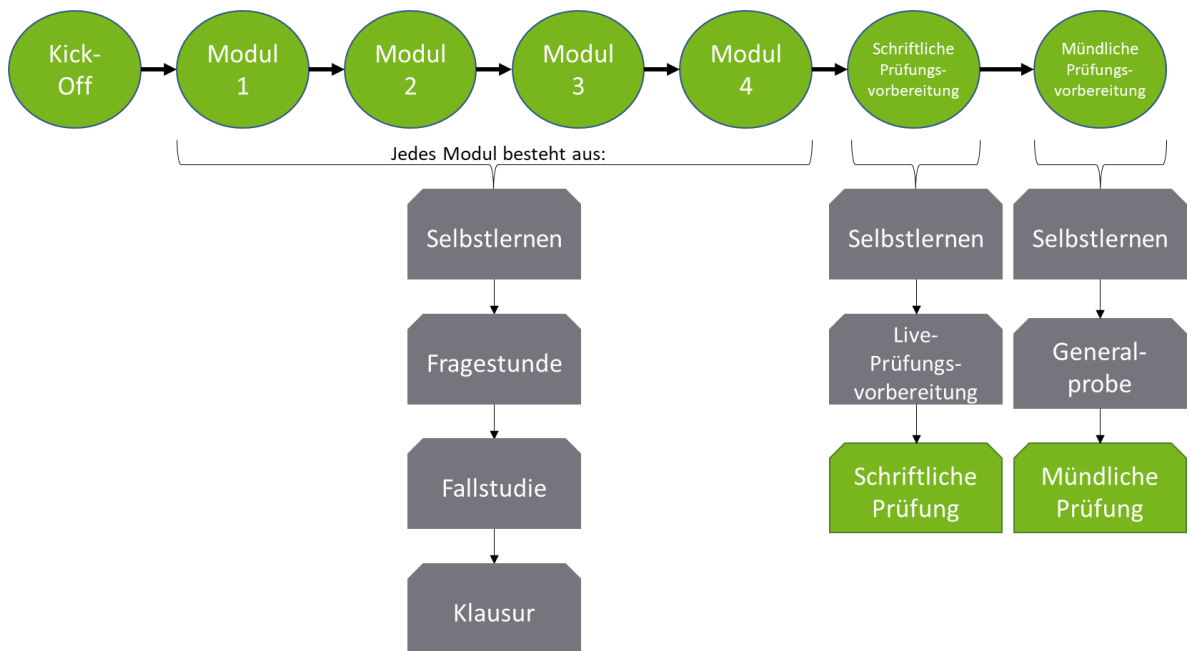 Kick-
Off
Modul
1
Modul
2
Modul
3
Modul
4
Schriftliche
Prüfungs-
vorbereitung
Mündliche
Prüfungs-
vorbereitung
Jedes Modul besteht aus:
Selbstlernen
Fragestunde
Fallstudie
Klausur
Selbstlernen
Live-
Prüfungs-
vorbereitung
Schriftliche
Prüfung
Selbstlernen
General-
probe
Mündliche
Prüfung